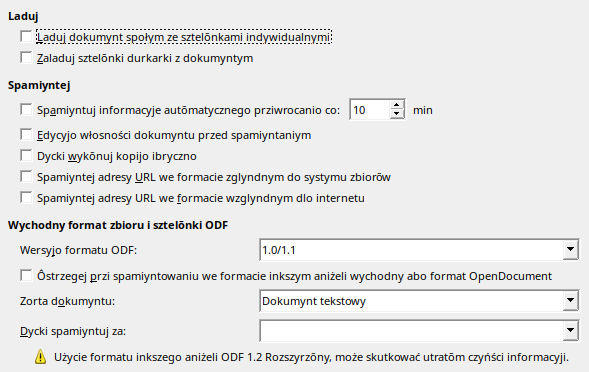 Laduj
Laduj dokumynt społym ze sztelōnkami indywidualnymi
Zaladuj sztelōnki durkarki z dokumyntym
Spamiyntej
Spamiyntuj informacyje autōmatycznego prziwrocanio co: 10 min
Edycyjo włosności dokumyntu przed spamiyntaniym
Dycki wykōnuj kopijo ibryczno
Spamiyntej adresy URL we formacie zglyndnym do systymu zbiorōw
Spamiyntej adresy URL we formacie wzglyndnym dlo internetu
Wychodny format zbioru i sztelōnki ODF
Wersyjo formatu ODF: 1.0/1.1
Ôstrzegej przi spamiyntowaniu we formacie inkszym aniżeli wychodny abo format OpenDocument
Zorta dokumyntu: Dokumynt tekstowy
Dycki spamiyntuj za:
Użycie formatu inkszego aniżeli ODF 1.2 Rozszyrzōny, może skutkować utratōm czyńści informacyji.